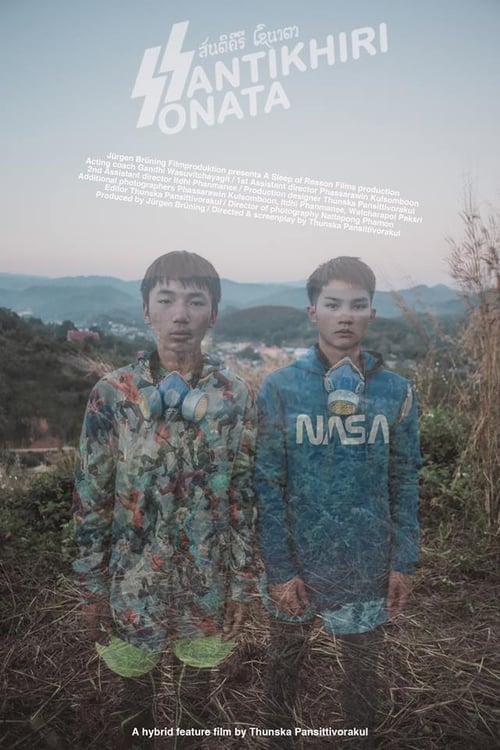 สันติคีรี โซนาตา
SANTIKHIRI
SONATA
Jürgen Brüning Filmproduktion presents A Sleep of Reason Films production
Acting coach Gandhi Wasuvitchayagit / 1st Assistant director Phassarawin Kulsomboon
2nd Assistant director Itdhi Phanmanee / Production designer Thunska Pansittivorakul
Additional photographers Phassarawin Kulsomboon, Itdhi Phanmanee, Watcharapol Paksri
Editor Thunska Pansittivorakul / Director of photography Nattapong Phamon
Produced by Jürgen Brüning / Directed & screenplay by Thunska Pansittivorakul
NASA
A hybrid feature film by Thunska Pansittivorakul